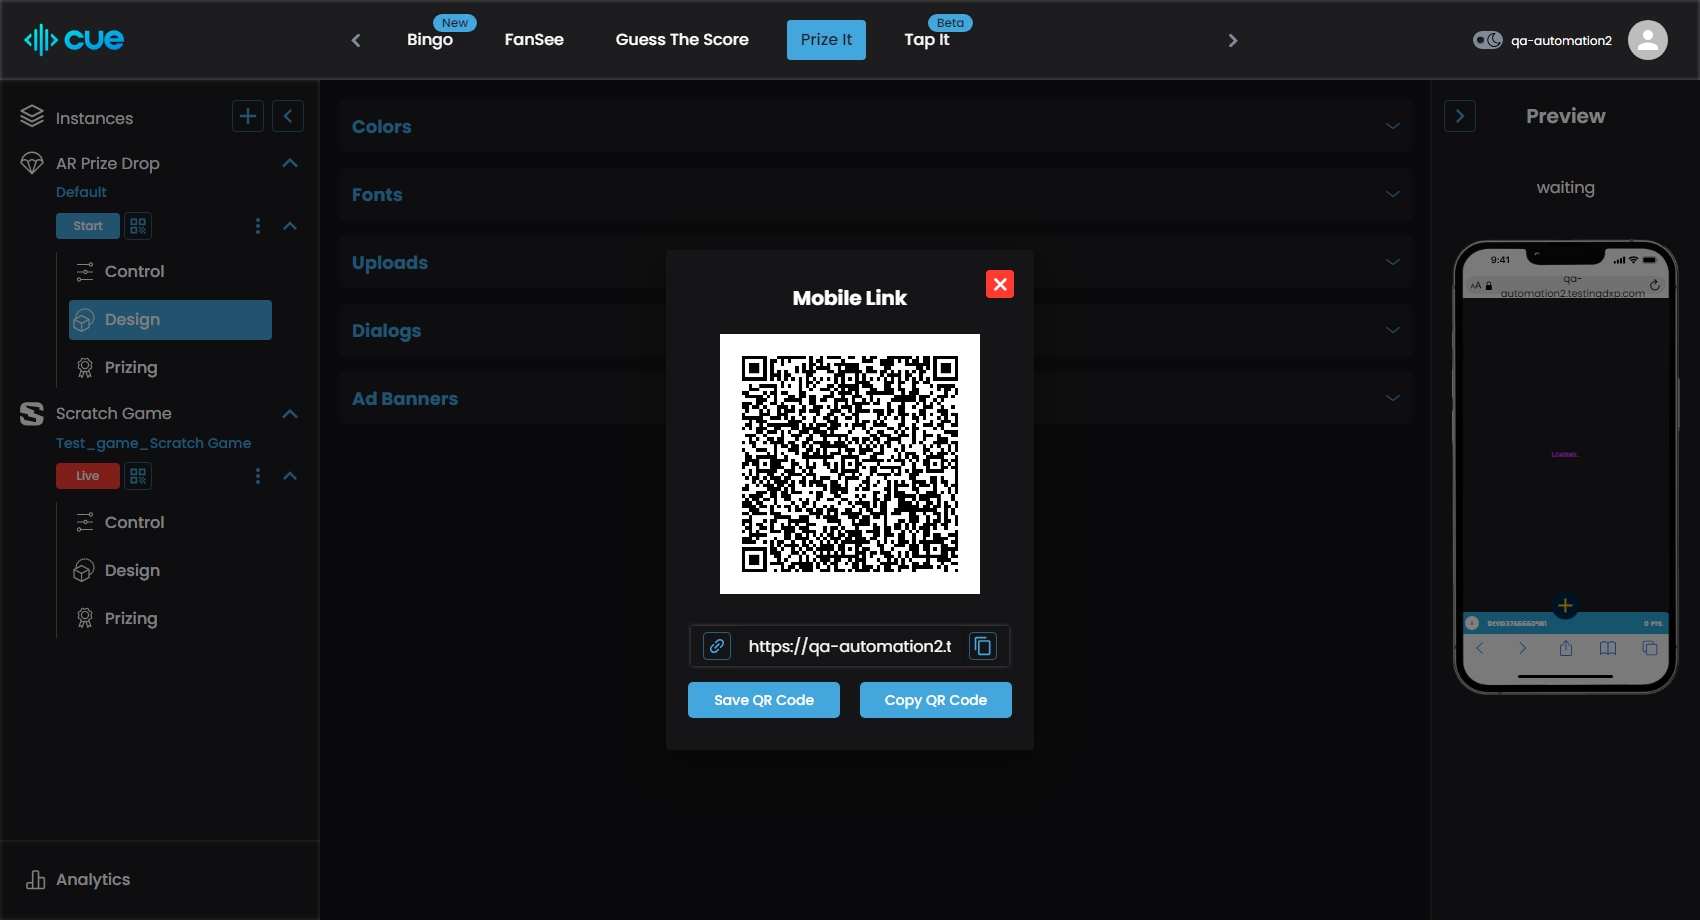 cue
Bingo
New
FanSee
Guess The Score
Prize It
Tap It
Beta
qa-automation2
Instances
AR Prize Drop
Default
Start
Control
Design
Prizing
Scratch Game
Test_game_Scratch Game
Live
Control
Design
Prizing
Analytics
Colors
Fonts
Uploads
Dialogs
Ad Banners
Mobile Link
https://qa-automation2.t
Save QR Code
Copy QR Code
Preview
waiting
9:41
AA
qa-
automation2.testingdxp.com
Loading..
0 PTS.